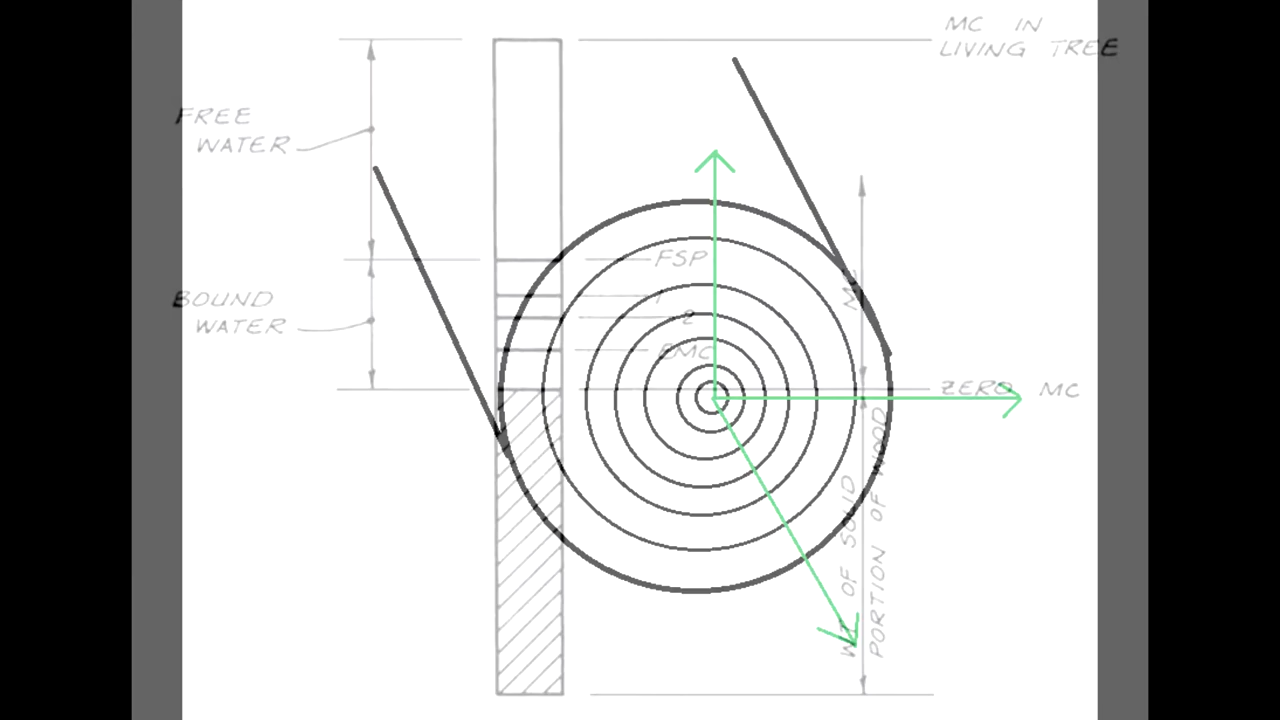 MC IN
LIVING TREE
FREE
WATER
FSP
1
2
BOUND
WATER
EMC
MC
ZERO MC
WT OF SOLID
PORTION OF WOOD